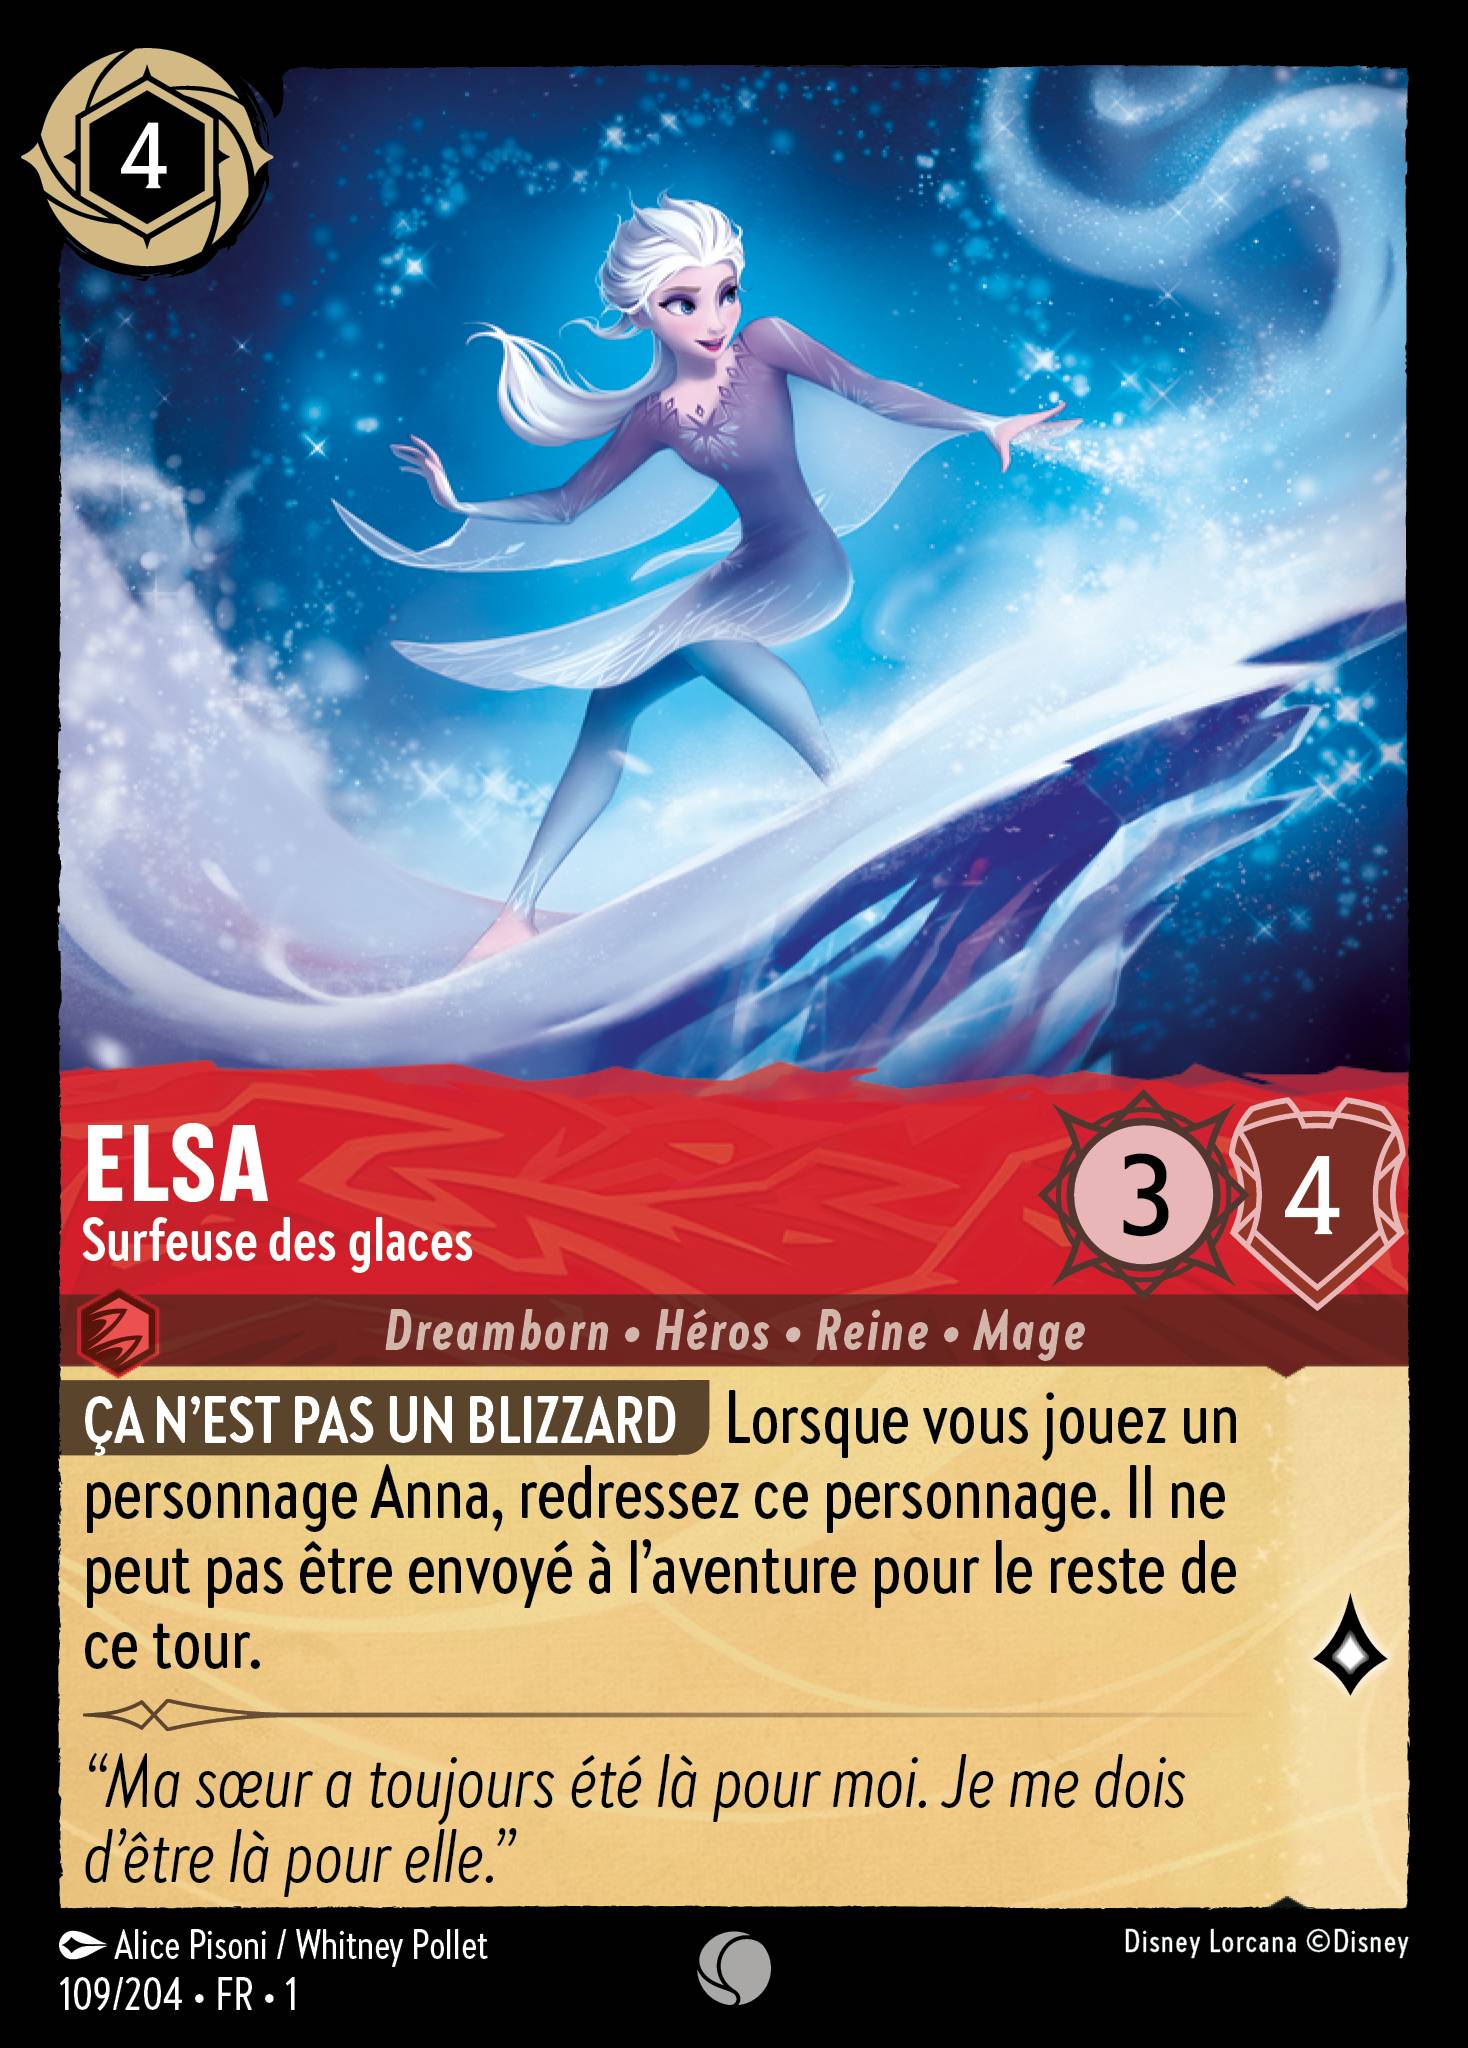 4
ELSA
3
4
Surfeuse des glaces
Dreamborn • Héros • Reine • Mage
ÇA N’EST PAS UN BLIZZARD Lorsque vous jouez un
personnage Anna, redressez ce personnage. Il ne
peut pas être envoyé à l’aventure pour le reste de
ce tour.
“Ma sœur a toujours été là pour moi. Je me dois
d’être là pour elle.”
Alice Pisoni / Whitney Pollet
Disney Lorcana ©Disney
109/204 • FR • 1